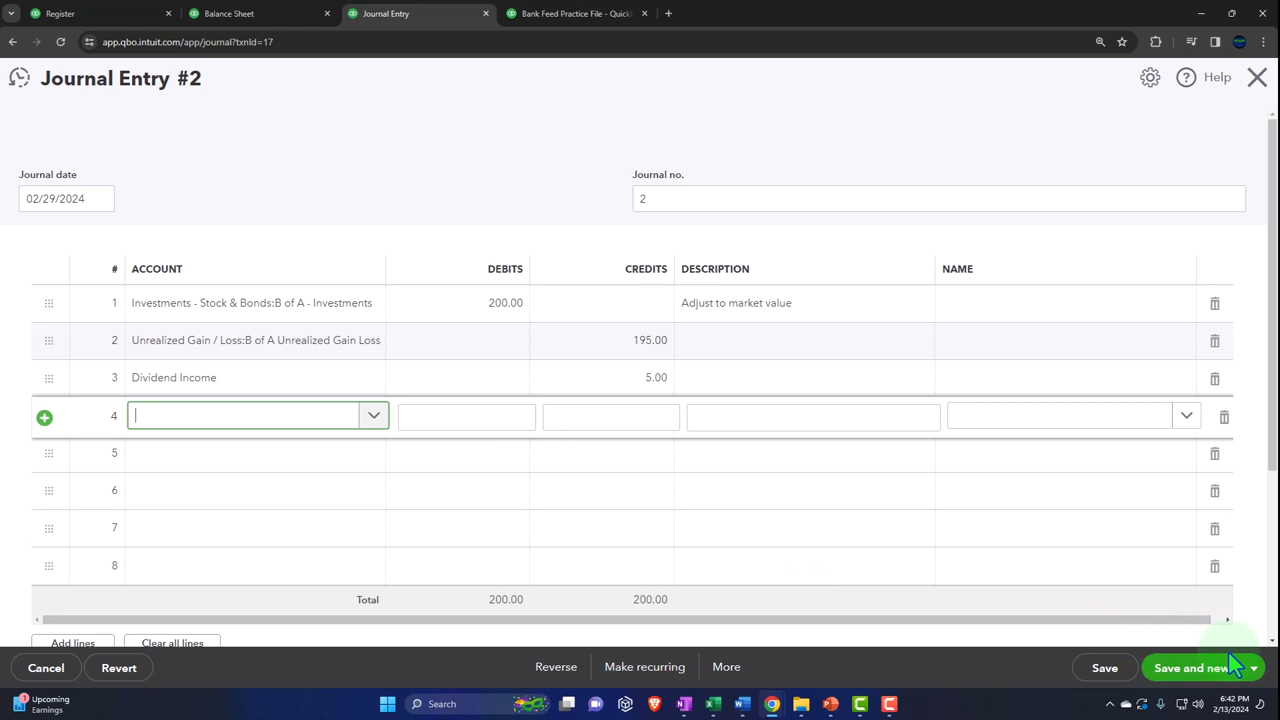 Register
Balance Sheet
Journal Entry
Bank Feed Practice File - Quick
app.qbo.intuit.com/app/journal?txnId=17
Journal Entry #2
Help
Journal date
Journal no.
02/29/2024
2
# ACCOUNT DEBITS CREDITS DESCRIPTION NAME
1 Investments - Stock & Bonds:B of A - Investments 200.00 Adjust to market value
2 Unrealized Gain / Loss:B of A Unrealized Gain Loss 195.00
3 Dividend Income 5.00
4
5
6
7
8
Total 200.00 200.00
Add lines Clear all lines
Cancel Revert Reverse Make recurring More Save Save and new
1 Upcoming
Earnings
Search
6:42 PM
2/13/2024